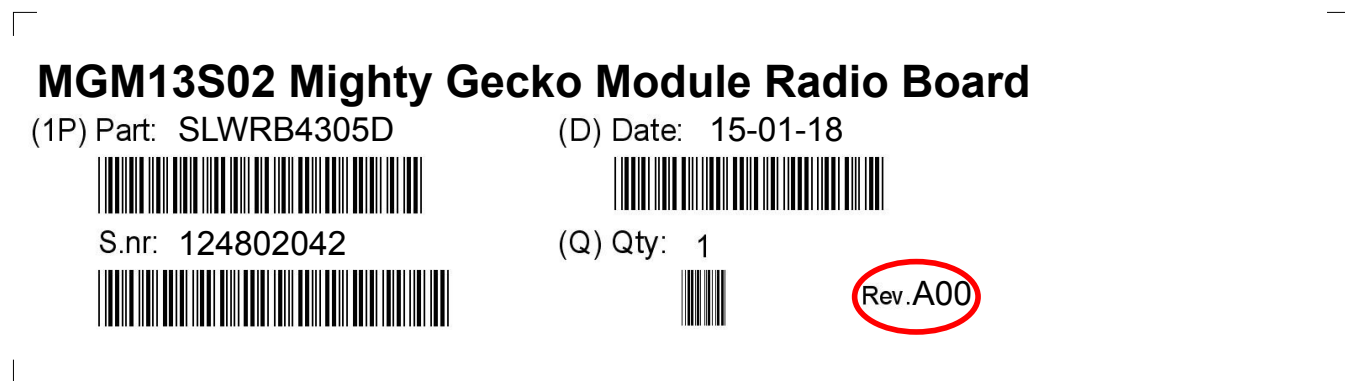 MGM13S02 Mighty Gecko Module Radio Board
(1P) Part: SLWRB4305D
(D) Date: 15-01-18
S.nr: 124802042
(Q) Qty: 1
Rev.A00